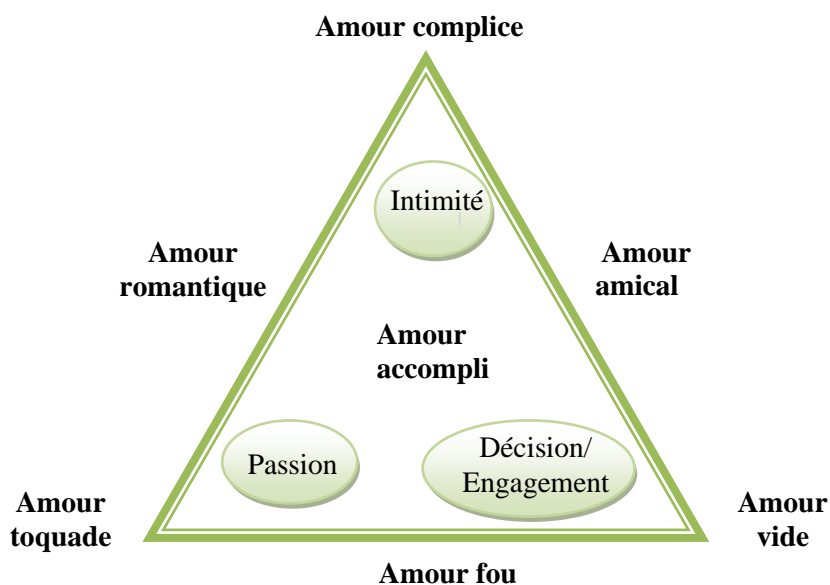 Amour complice
Intimité
Amour
romantique
Amour
amical
Amour
accompli
Passion
Décision/
Engagement
Amour
toquade
Amour
vide
Amour fou